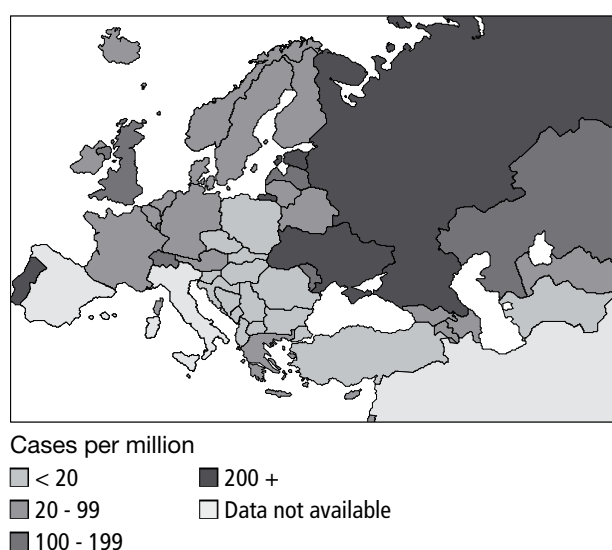 Cases per million
< 20
20 - 99
100 - 199
200 +
Data not available